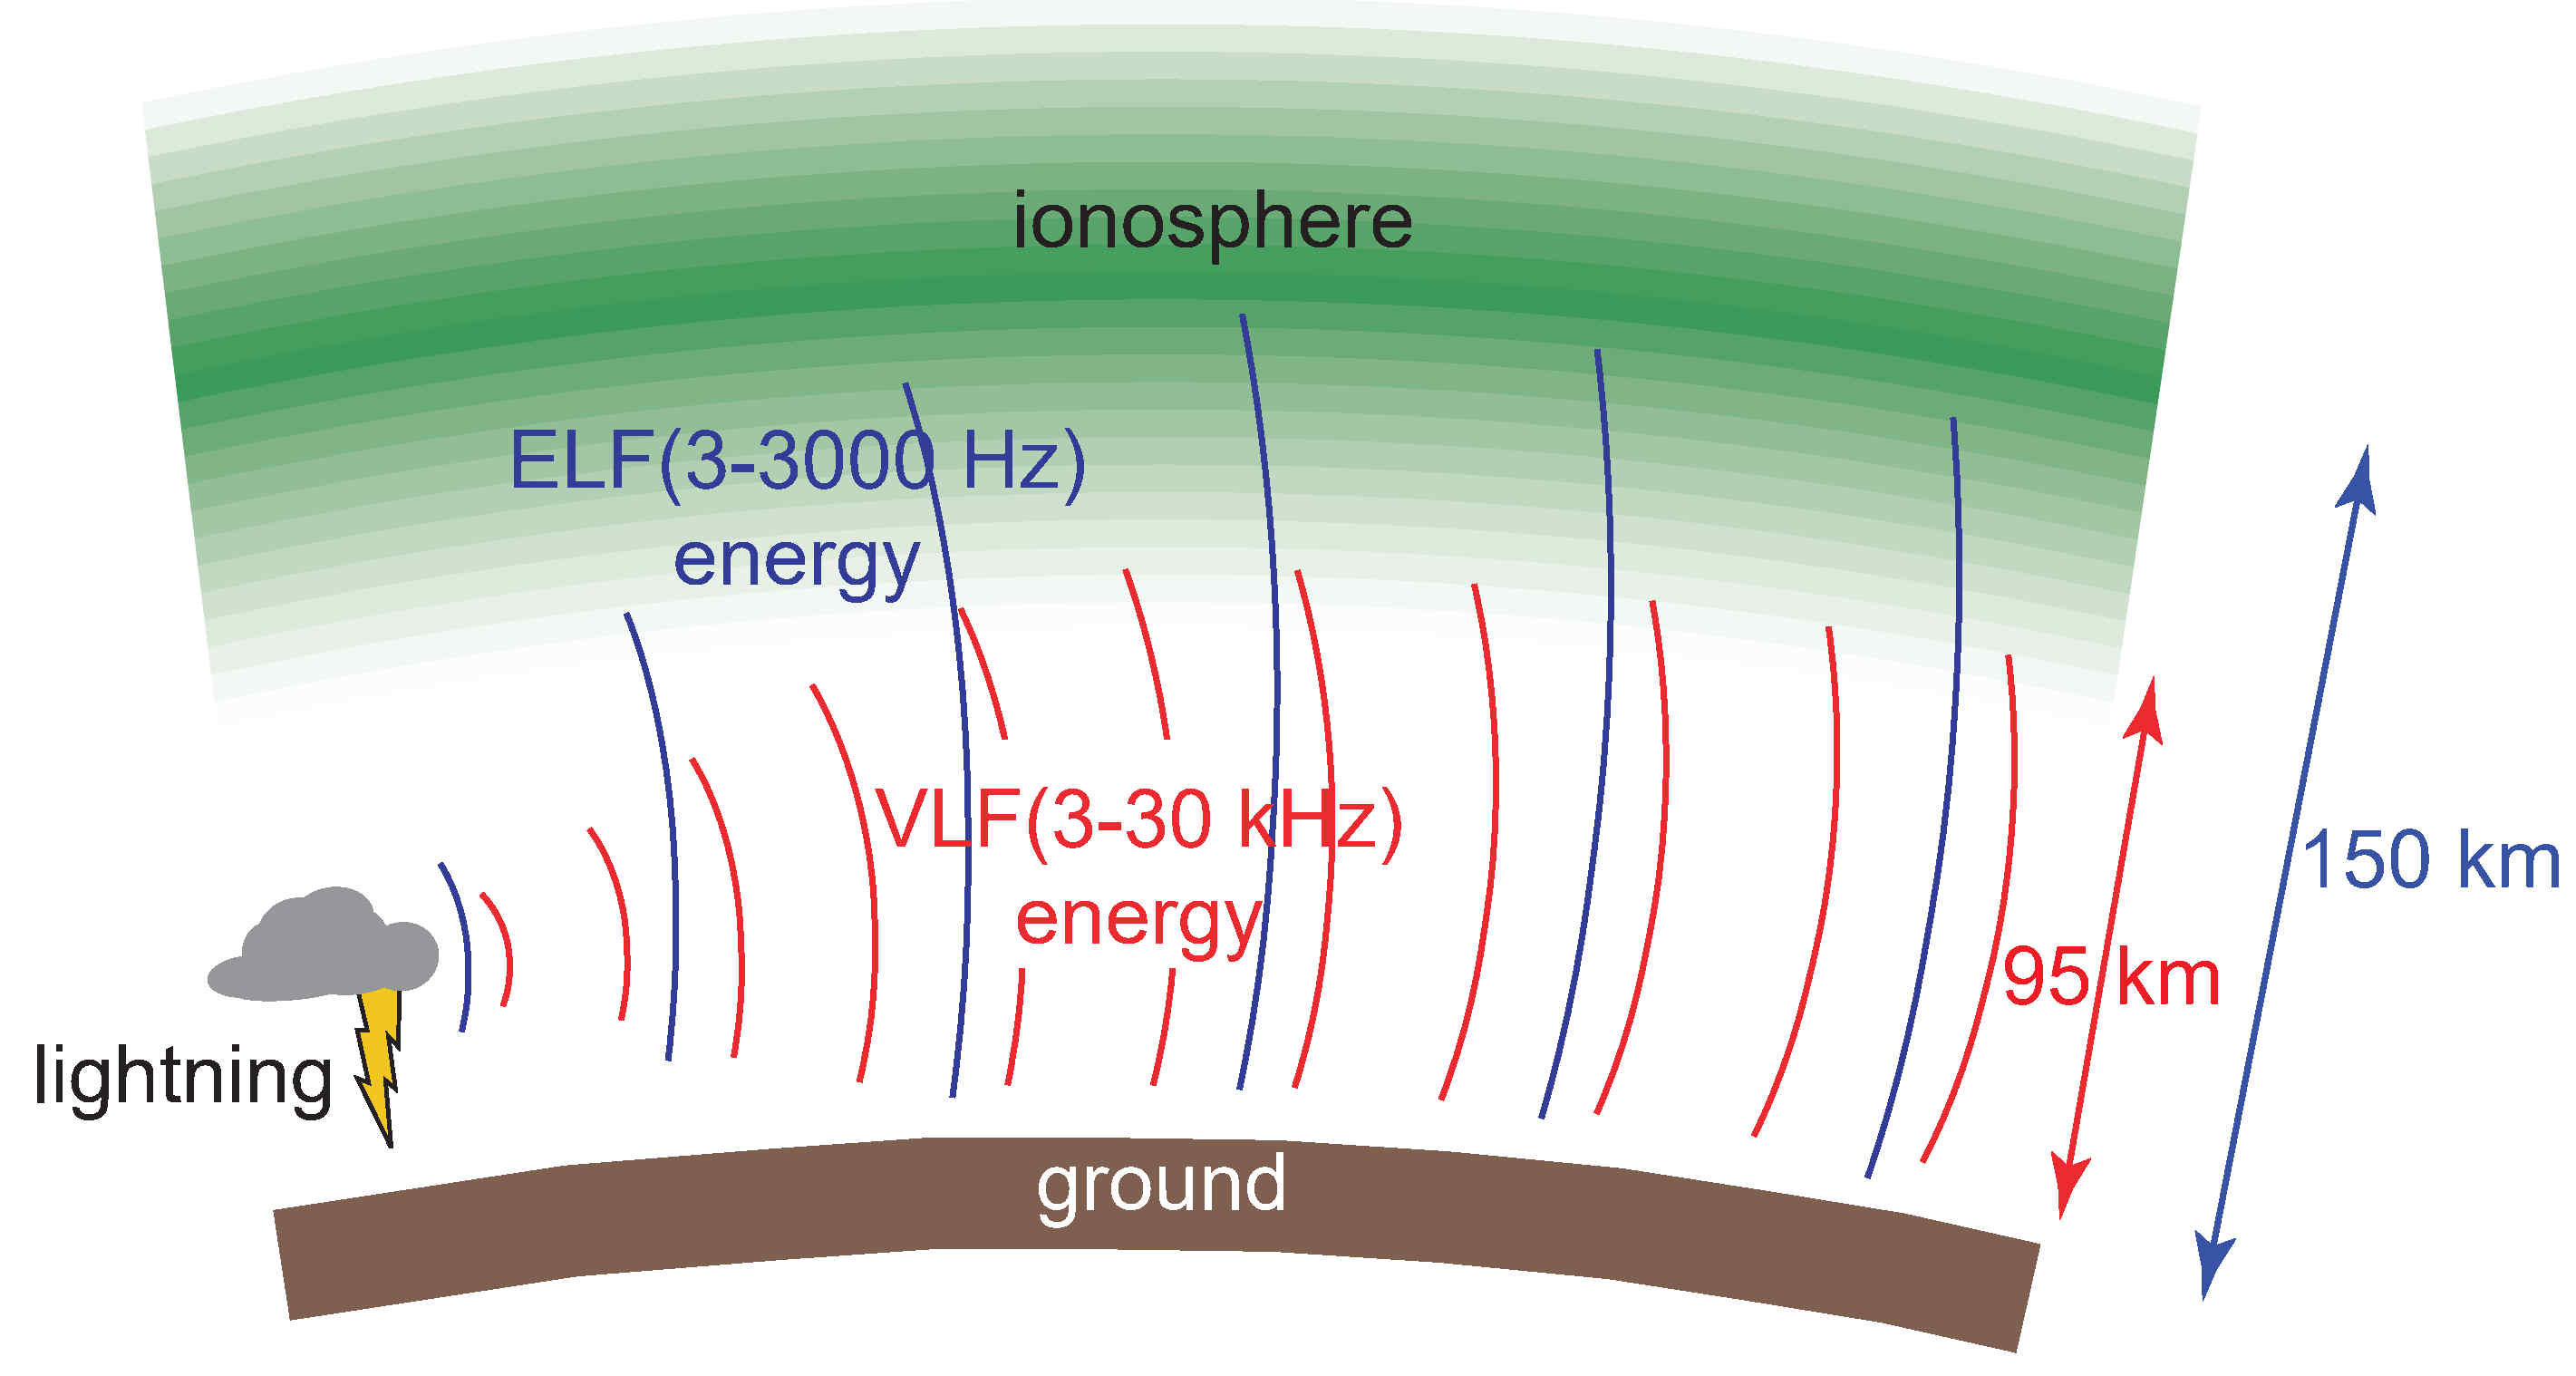 ionosphere
ELF(3-3000 Hz)
energy
VLF(3-30 kHz)
energy
150 km
95 km
lightning
ground